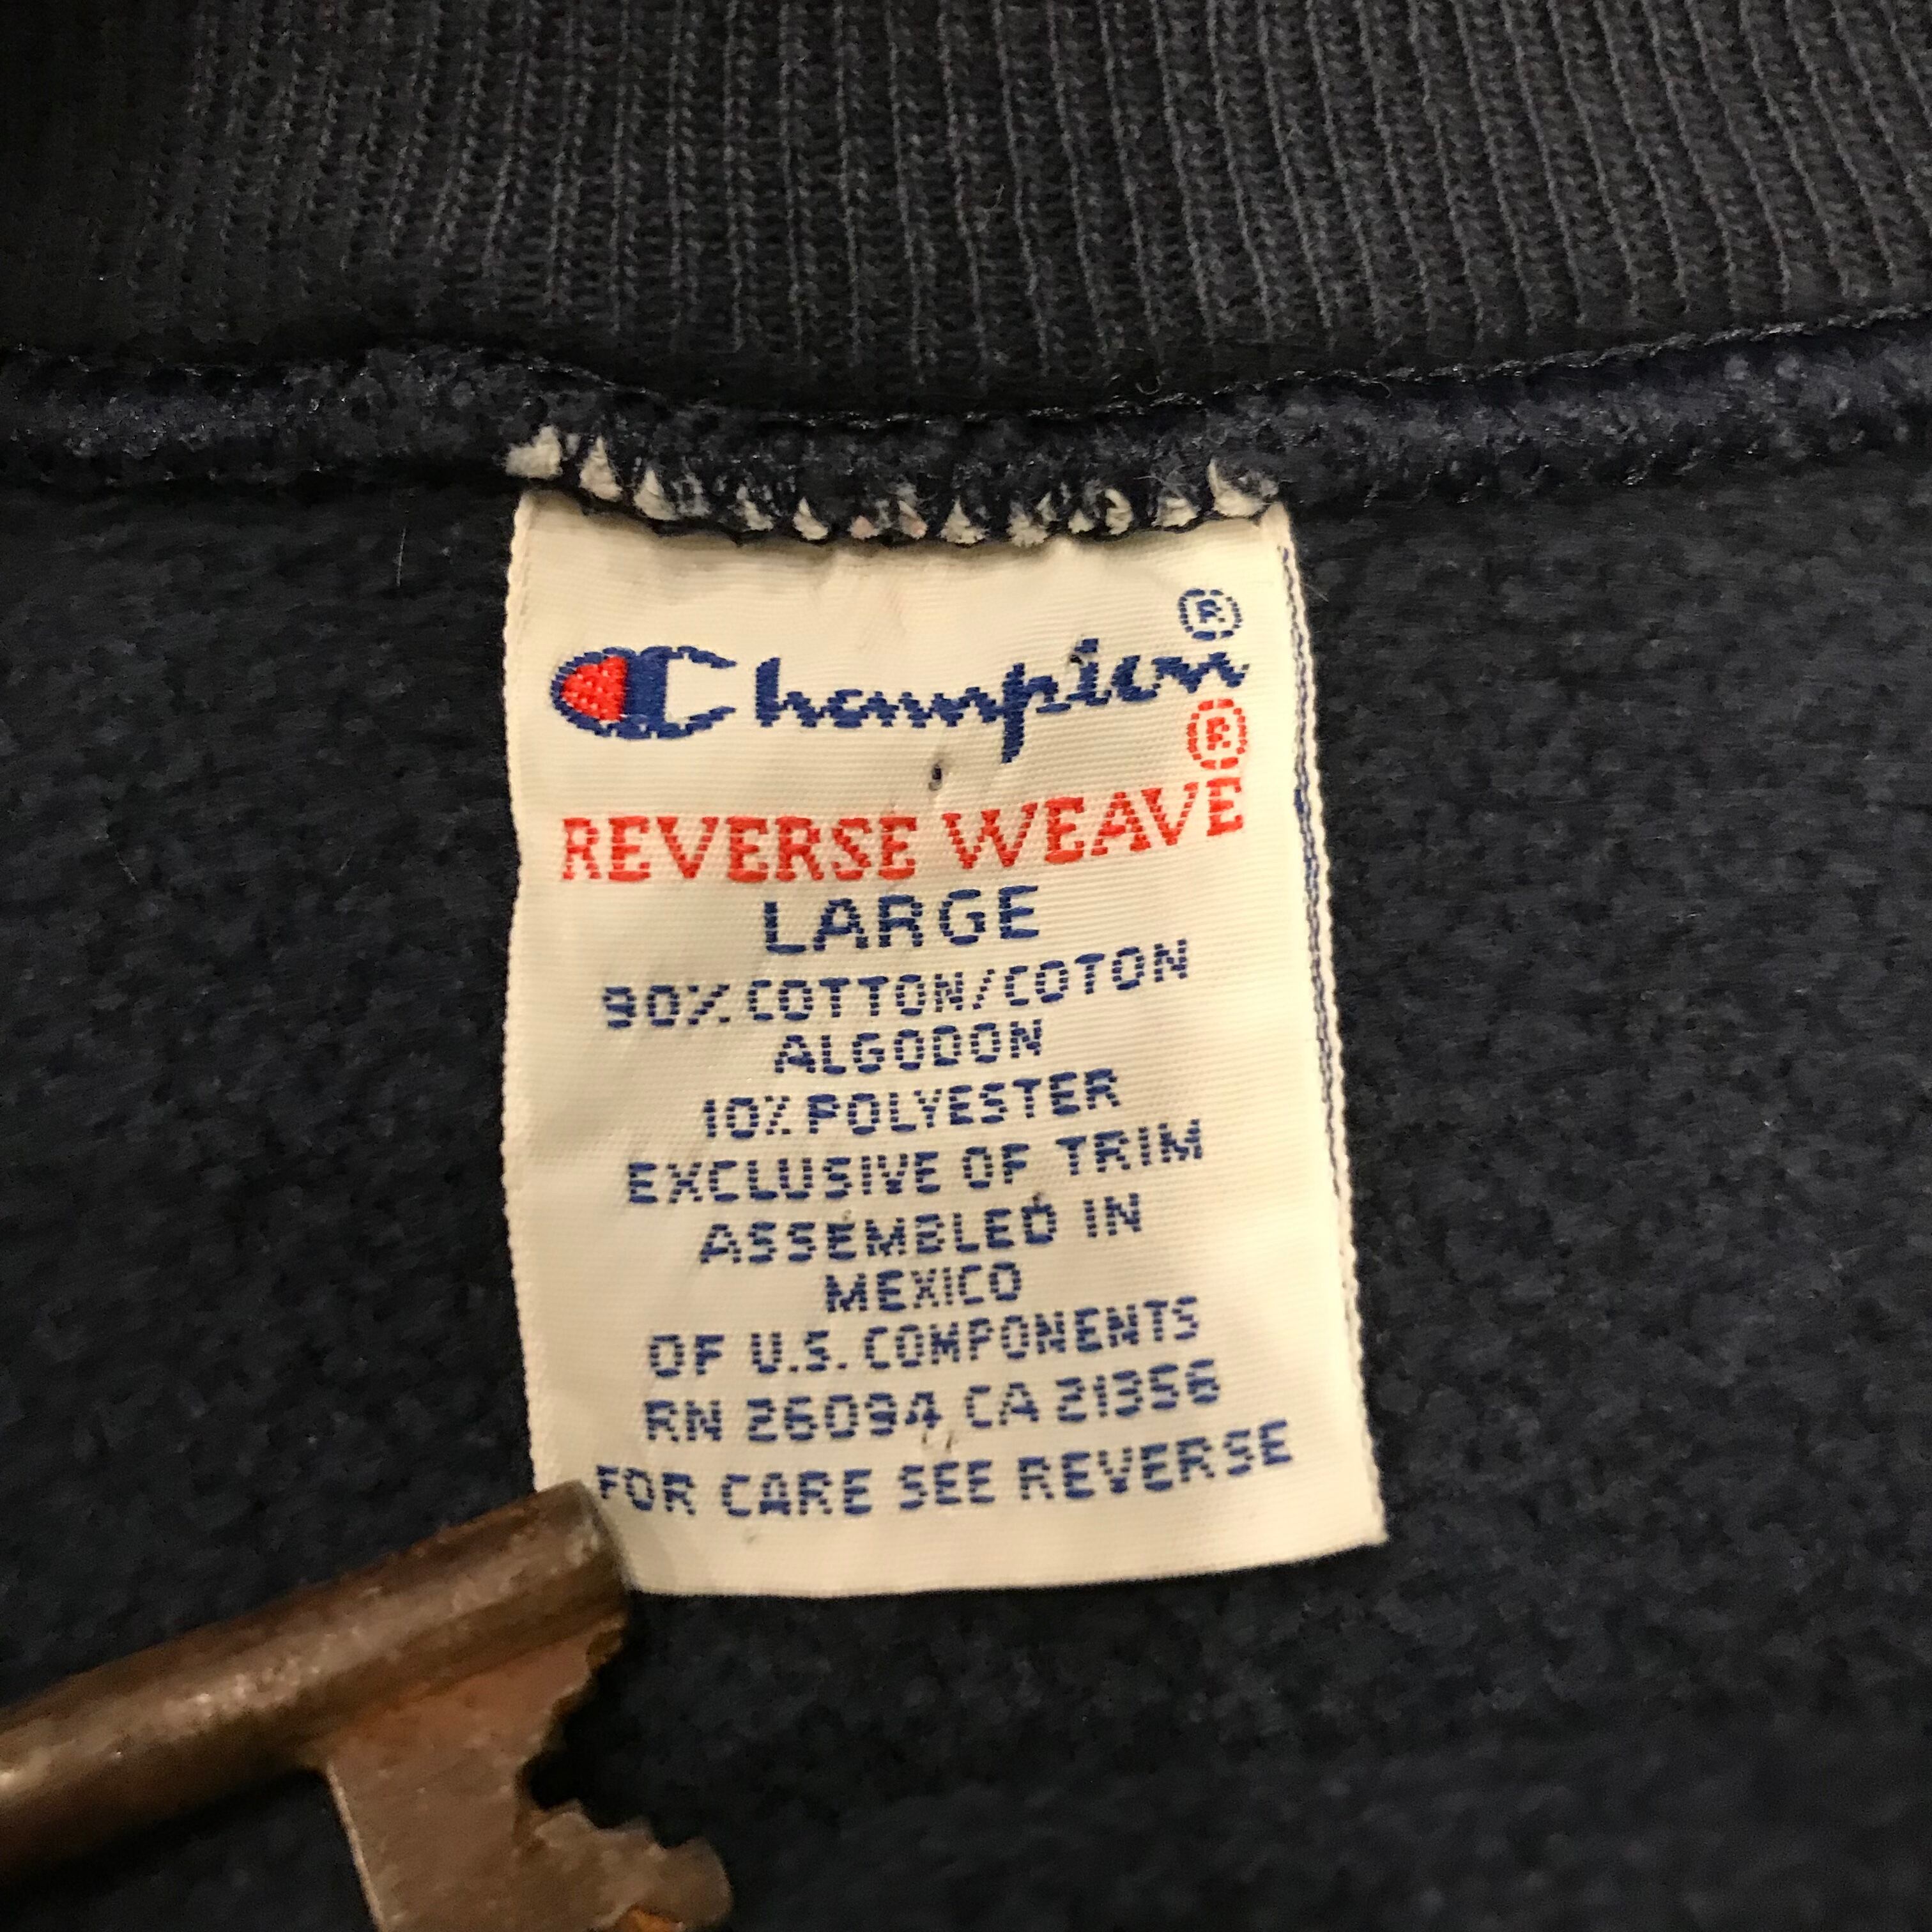 Champion®
REVERSE WEAVE®
LARGE
90% COTTON/COTON
ALGODON
10% POLYESTER
EXCLUSIVE OF TRIM
ASSEMBLED IN
MEXICO
OF U.S. COMPONENTS
RN 26094 CA 21356
FOR CARE SEE REVERSE